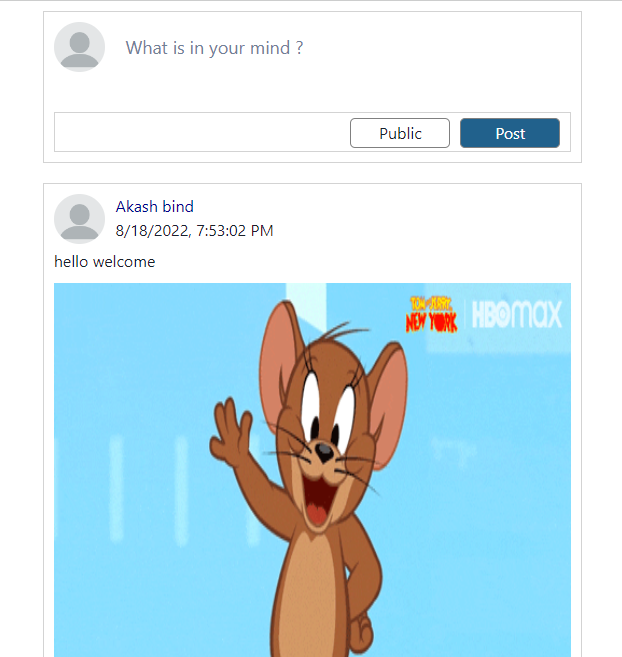 What is in your mind ?
Public
Post
Akash bind
8/18/2022, 7:53:02 PM
hello welcome
TOM and JERRY
NEW YORK
HBOmax